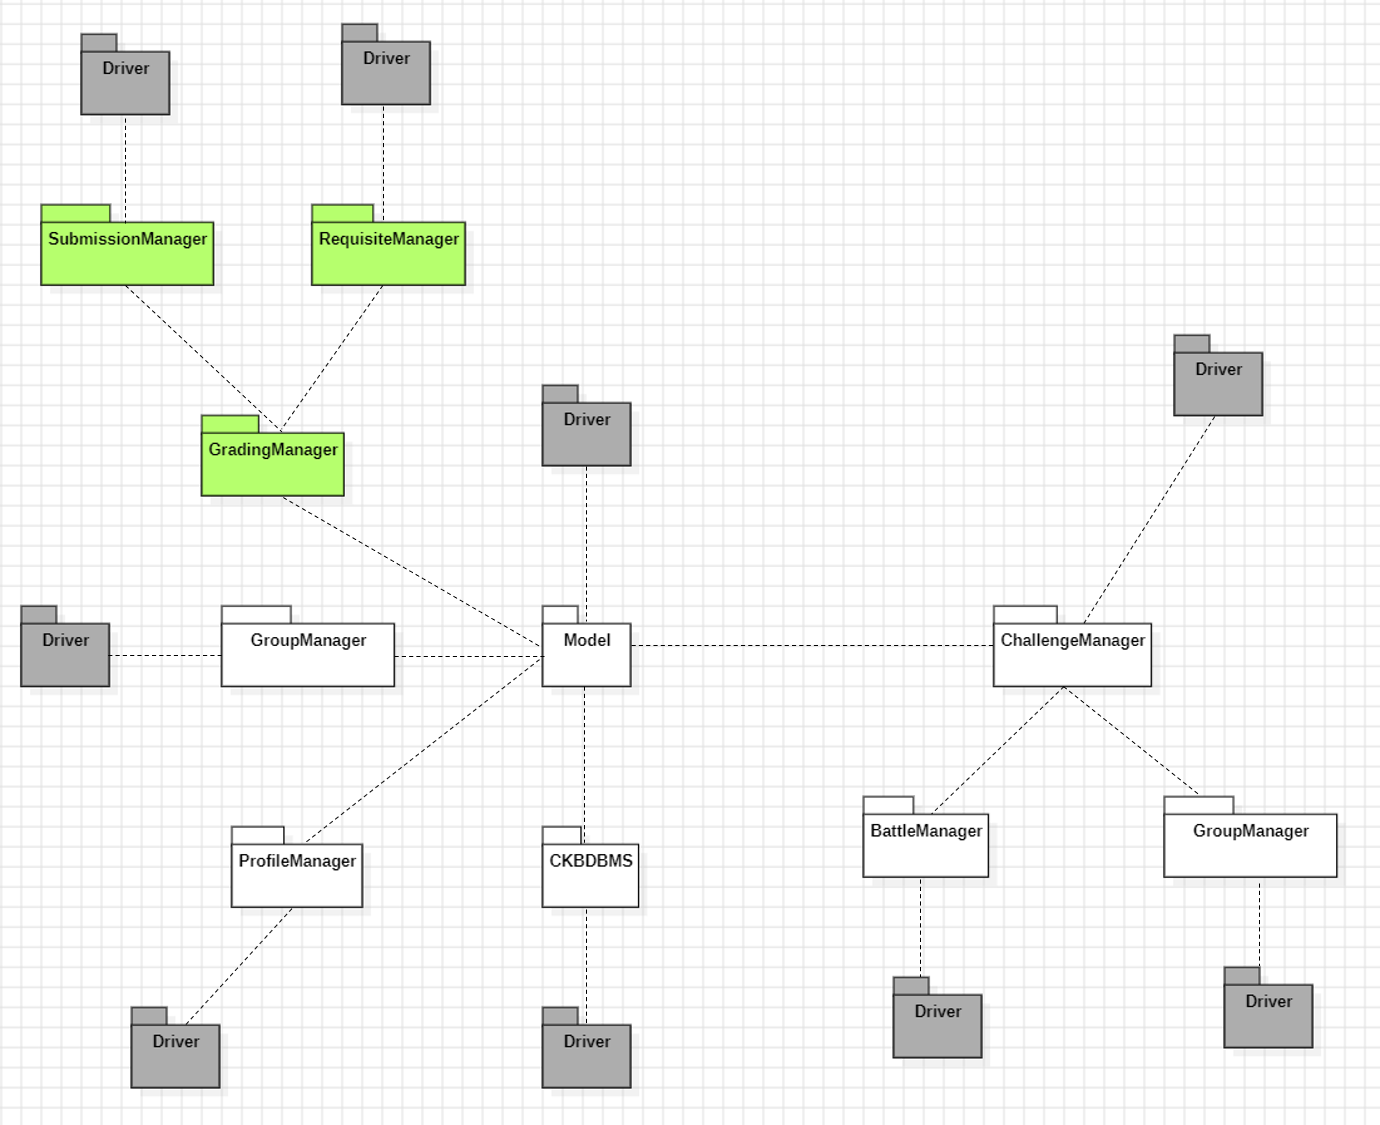 Driver
Driver
SubmissionManager
RequisiteManager
Driver
GradingManager
Driver
Driver
GroupManager
Model
ChallengeManager
BattleManager
GroupManager
ProfileManager
CKBDBMS
Driver
Driver
Driver
Driver